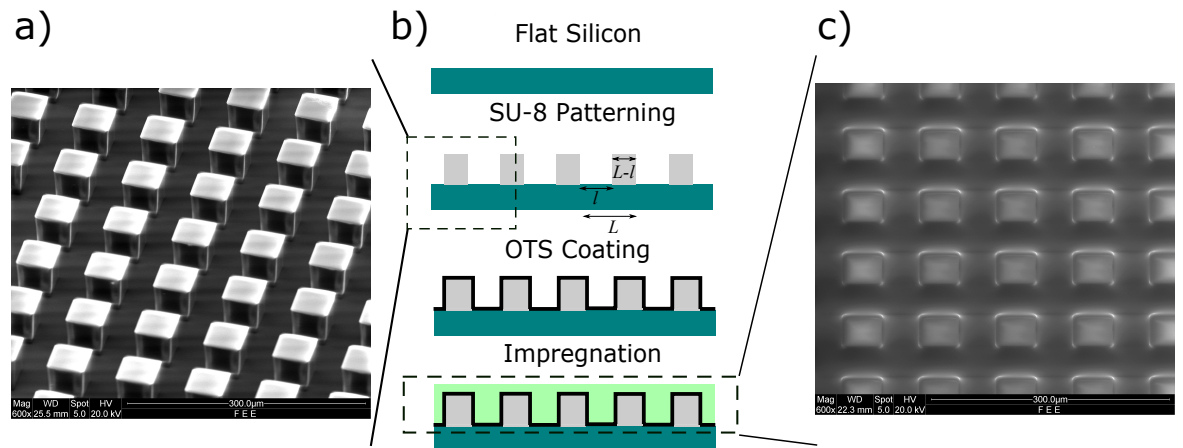 a)
b)
c)
Flat Silicon
SU-8 Patterning
L-l
l
L
OTS Coating
Impregnation
Mag WD Spot HV 300.0μm
600x 25.5 mm 5.0 20.0 kV F E E
Mag WD Spot HV 300.0μm
600x 22.3 mm 5.0 20.0 kV F E E